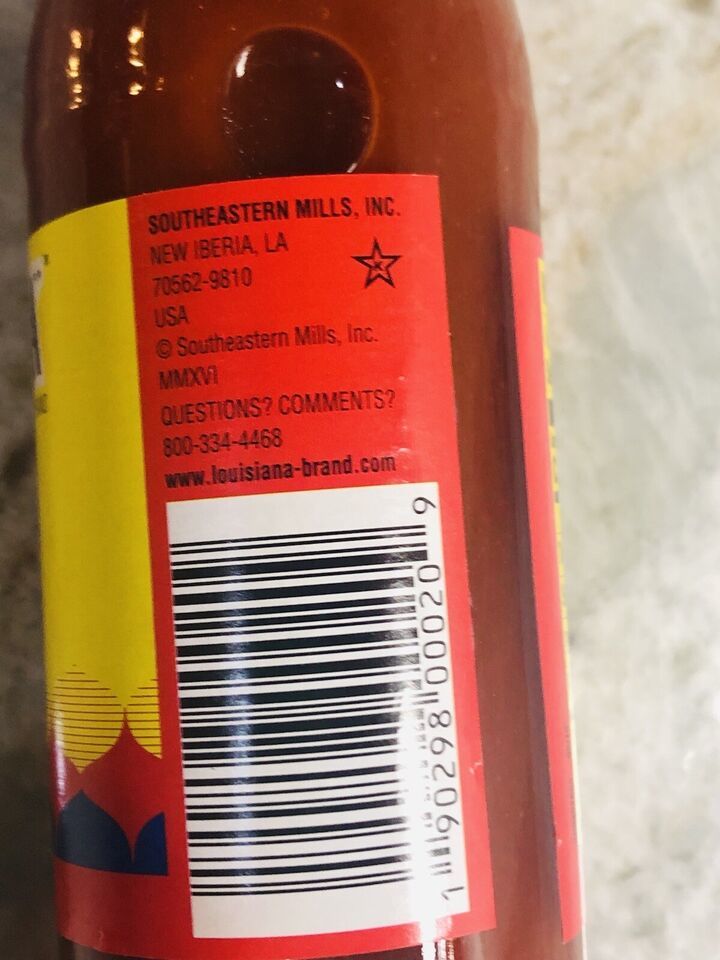 SOUTHEASTERN MILLS, INC.
NEW IBERIA, LA
70562-9810
USA
© Southeastern Mills, Inc.
MMXVI
QUESTIONS? COMMENTS?
800-334-4468
www.louisiana-brand.com
K
1 90298 00020 9